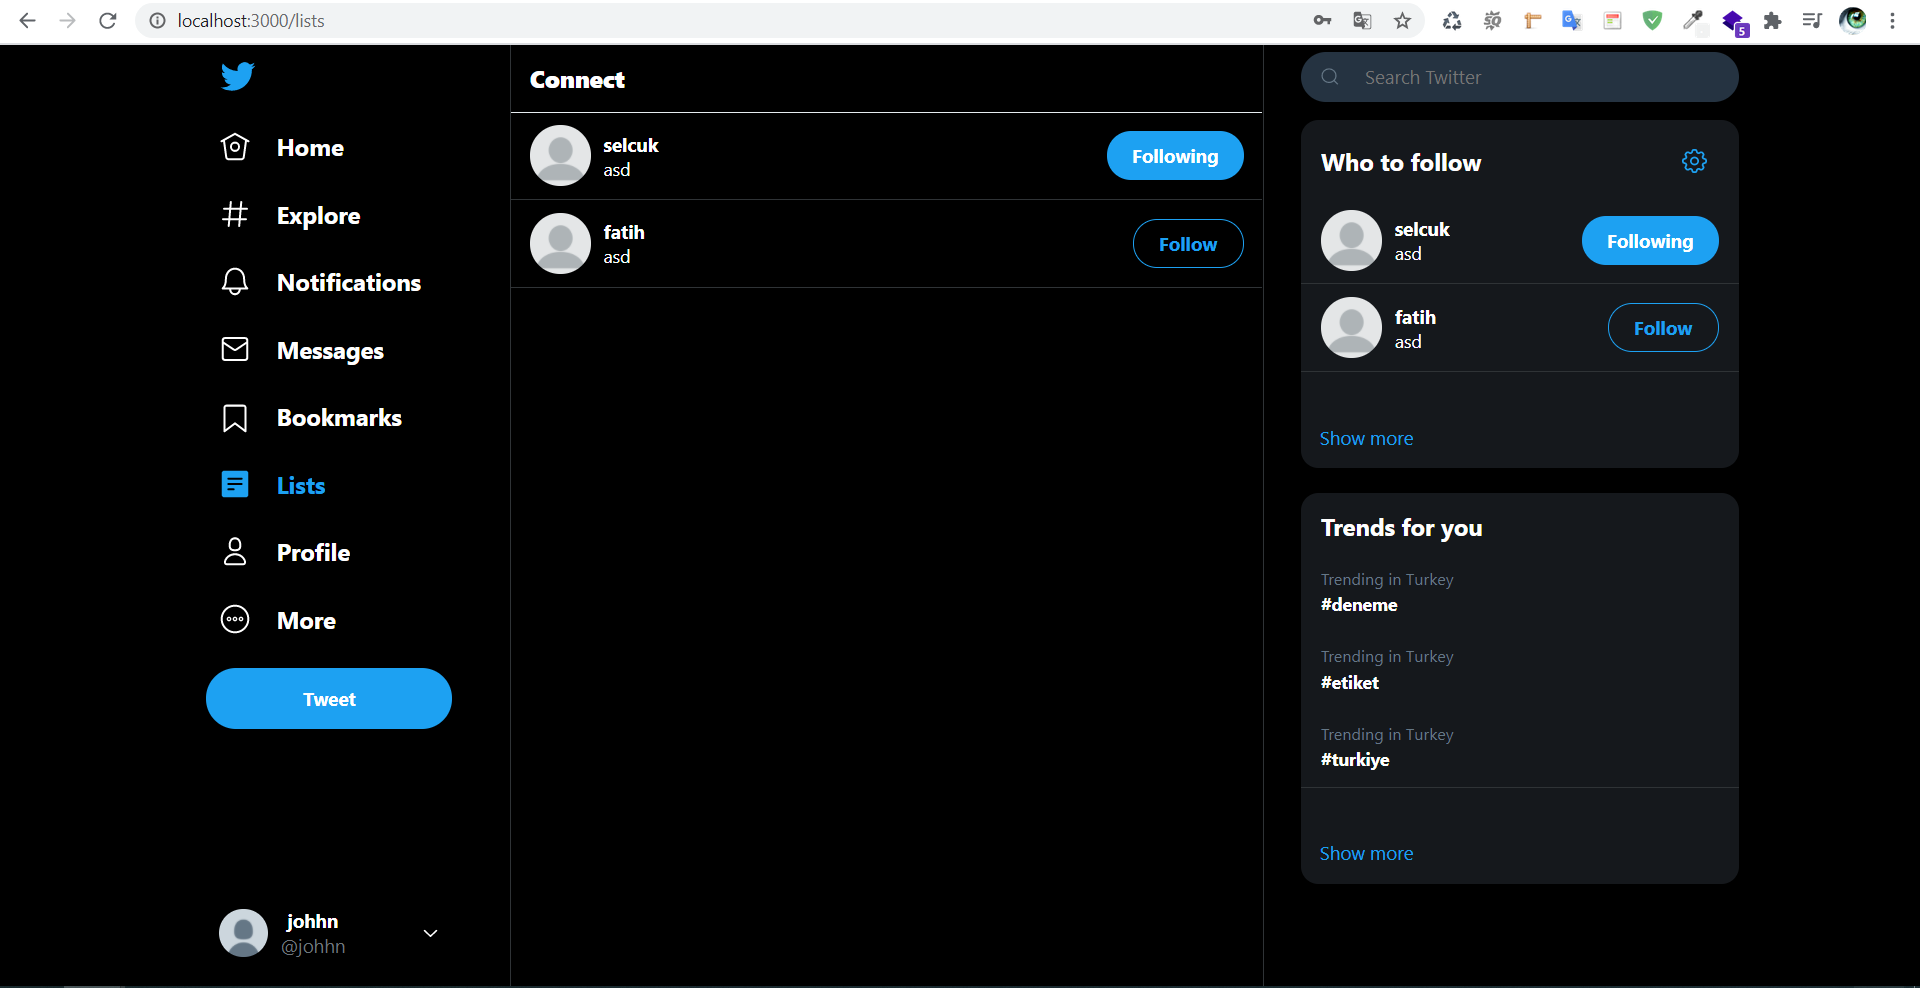 localhost:3000/lists
5
Home
Explore
Notifications
Messages
Bookmarks
Lists
Profile
More
Tweet
johhn
@johhn
Connect
selcuk
asd
Following
fatih
asd
Follow
Search Twitter
Who to follow
selcuk
asd
Following
fatih
asd
Follow
Show more
Trends for you
Trending in Turkey
#deneme
Trending in Turkey
#etiket
Trending in Turkey
#turkiye
Show more